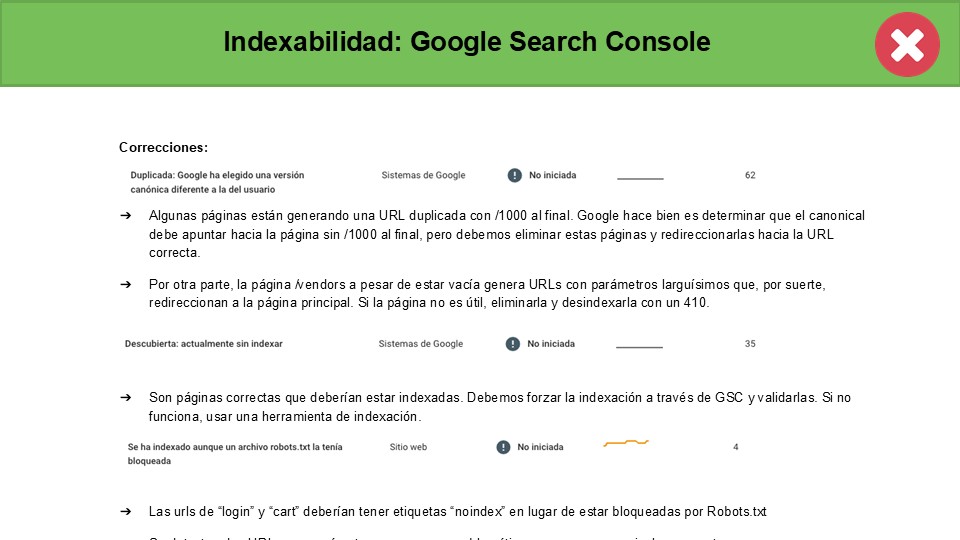 Indexabilidad: Google Search Console
Correcciones:
Duplicada: Google ha elegido una versión
canónica diferente a la del usuario
Sistemas de Google
No iniciada
62
➔ Algunas páginas están generando una URL duplicada con /1000 al final. Google hace bien es determinar que el canonical
debe apuntar hacia la página sin /1000 al final, pero debemos eliminar estas páginas y redireccionarlas hacia la URL
correcta.
➔ Por otra parte, la página /vendors a pesar de estar vacía genera URLs con parámetros larguísimos que, por suerte,
redireccionan a la página principal. Si la página no es útil, eliminarla y desindexarla con un 410.
Descubierta: actualmente sin indexar
Sistemas de Google
No iniciada
35
➔ Son páginas correctas que deberían estar indexadas. Debemos forzar la indexación a través de GSC y validarlas. Si no
funciona, usar una herramienta de indexación.
Se ha indexado aunque un archivo robots.txt la tenía
bloqueada
Sitio web
No iniciada
4
➔ Las urls de “login” y “cart” deberían tener etiquetas “noindex” en lugar de estar bloqueadas por Robots.txt